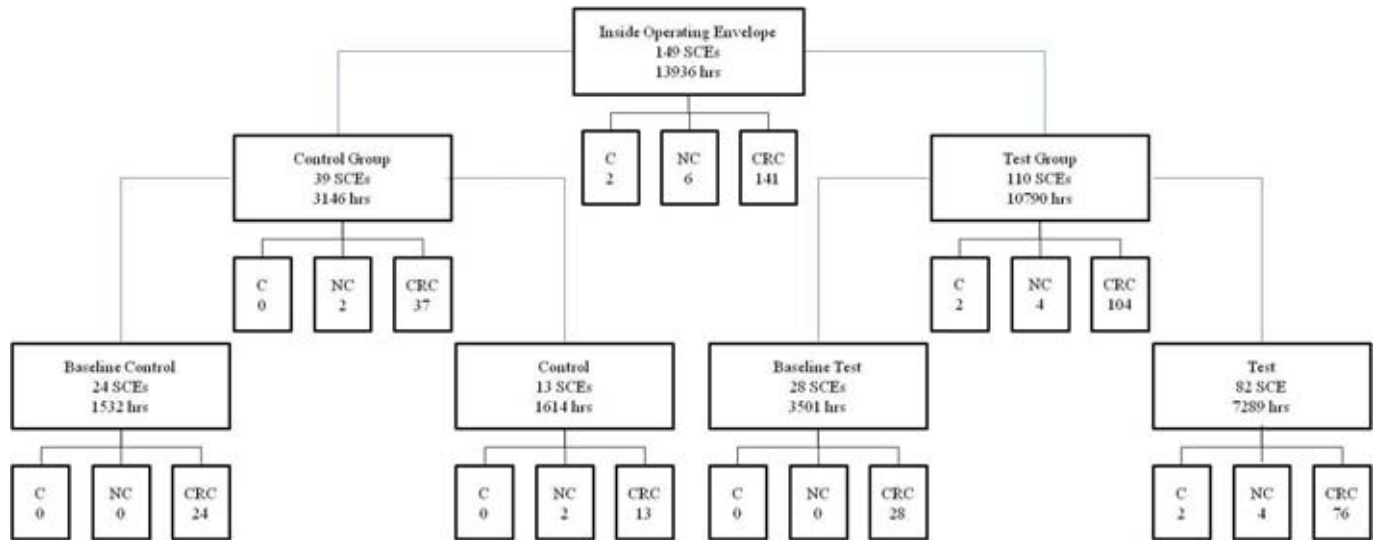 Inside Operating Envelope
149 SCEs
13936 hrs
C
2
NC
6
CRC
141
Control Group
39 SCEs
3146 hrs
C
0
NC
2
CRC
37
Test Group
110 SCEs
10790 hrs
C
2
NC
4
CRC
104
Baseline Control
24 SCEs
1532 hrs
C
0
NC
0
CRC
24
Control
13 SCEs
1614 hrs
C
0
NC
2
CRC
13
Baseline Test
28 SCEs
3501 hrs
C
0
NC
0
CRC
28
Test
82 SCE
7289 hrs
C
2
NC
4
CRC
76